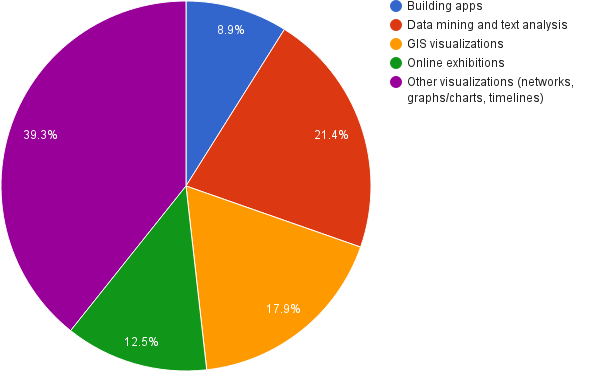 Building apps
Data mining and text analysis
GIS visualizations
Online exhibitions
Other visualizations (networks,
graphs/charts, timelines)
8.9%
21.4%
17.9%
12.5%
39.3%